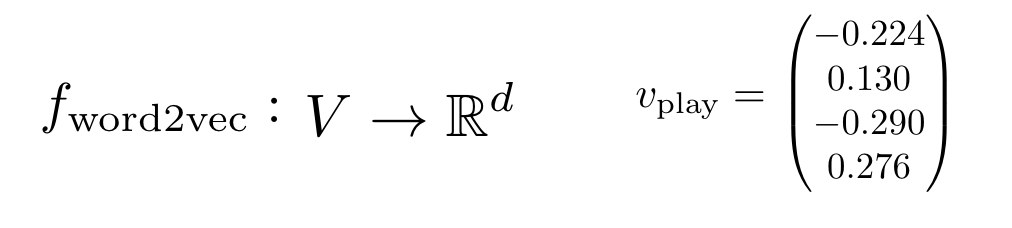 f_word2vec : V → ℝ^d
v_play = (−0.224
0.130
−0.290
0.276)